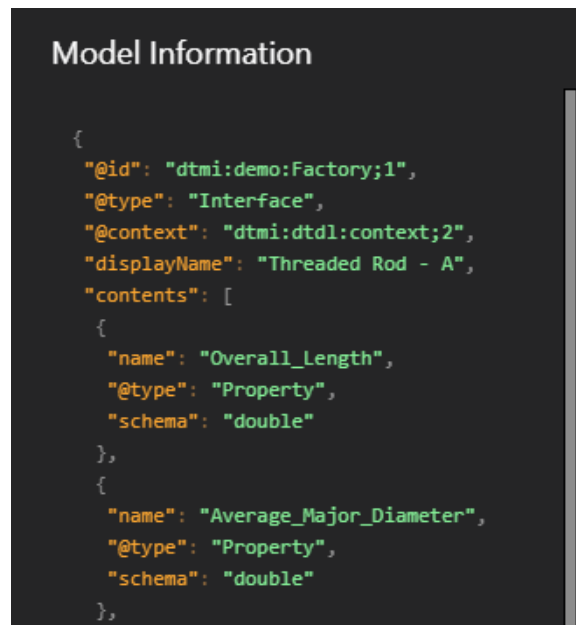 Model Information
{
"@id": "dtmi:demo:Factory;1",
"@type": "Interface",
"@context": "dtmi:dtdl:context;2",
"displayName": "Threaded Rod - A",
"contents": [
{
"name": "Overall_Length",
"@type": "Property",
"schema": "double"
},
{
"name": "Average_Major_Diameter",
"@type": "Property",
"schema": "double"
},